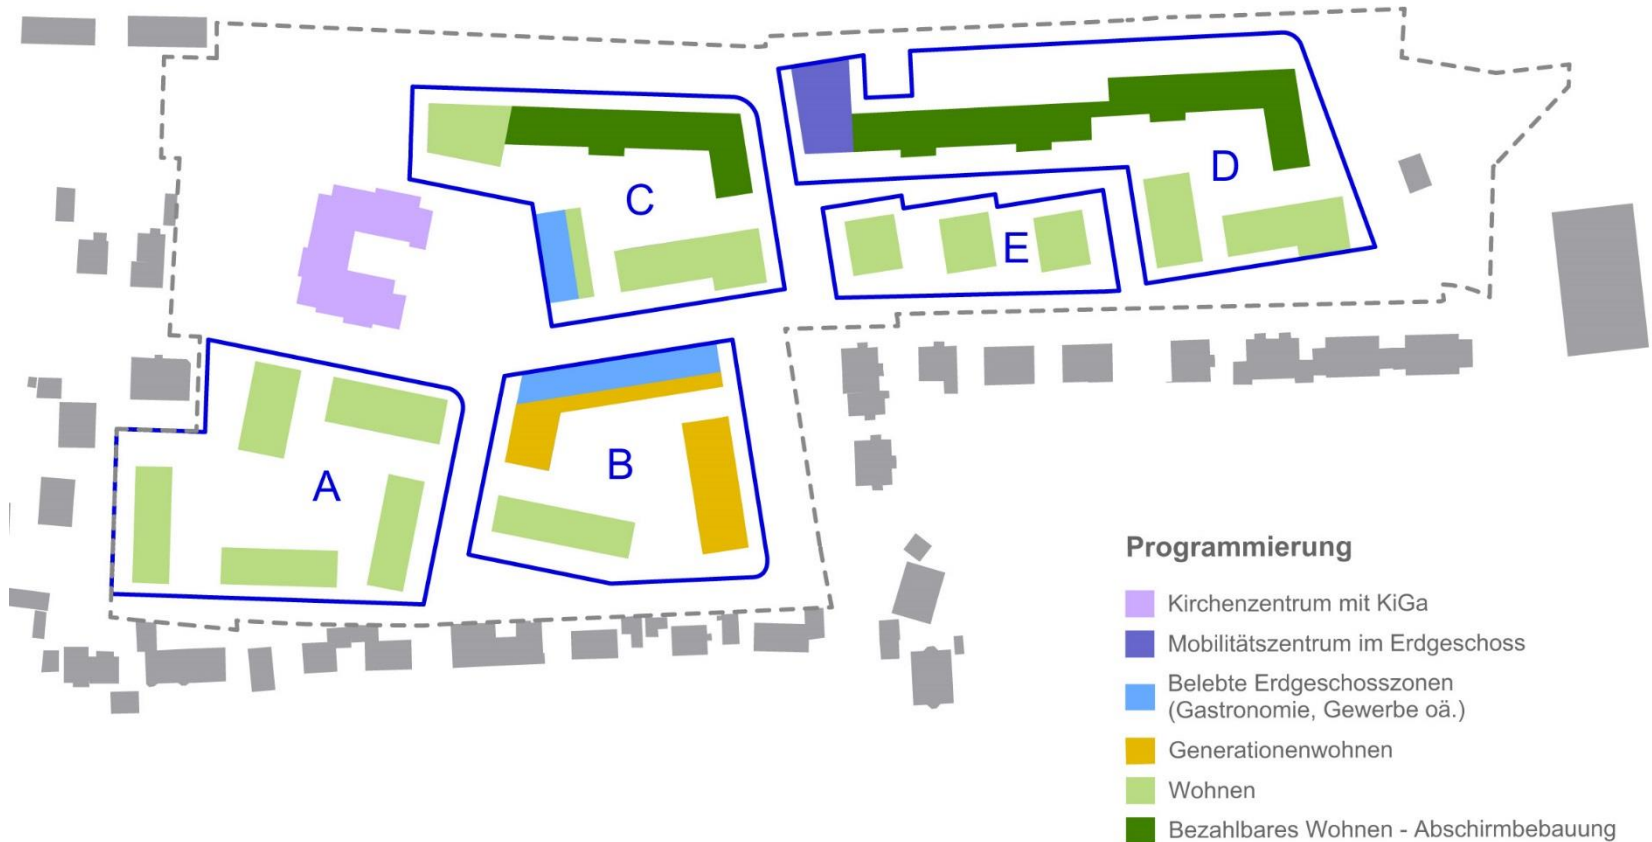 C
D
E
A
B
Programmierung
Kirchenzentrum mit KiGa
Mobilitätszentrum im Erdgeschoss
Belebte Erdgeschosszonen
(Gastronomie, Gewerbe oä.)
Generationenwohnen
Wohnen
Bezahlbares Wohnen - Abschirmbebauung